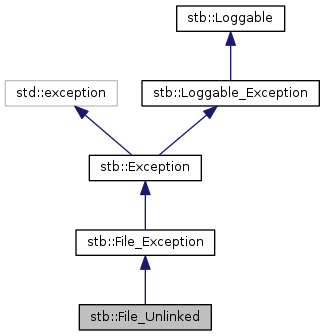 stb::Loggable
std::exception
stb::Loggable_Exception
stb::Exception
stb::File_Exception
stb::File_Unlinked